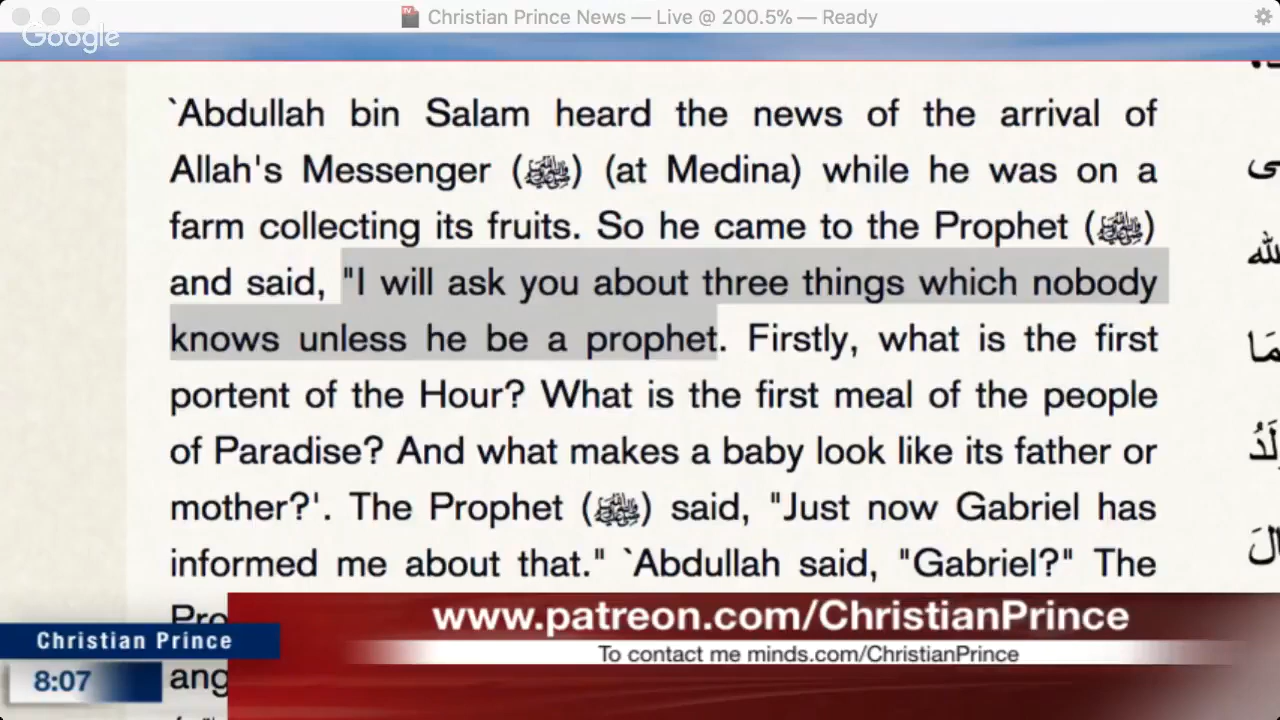 Christian Prince News — Live @ 200.5% — Ready
Google
`Abdullah bin Salam heard the news of the arrival of
Allah's Messenger (ﷺ) (at Medina) while he was on a
farm collecting its fruits. So he came to the Prophet (ﷺ)
and said, "I will ask you about three things which nobody
knows unless he be a prophet. Firstly, what is the first
portent of the Hour? What is the first meal of the people
of Paradise? And what makes a baby look like its father or
mother?'. The Prophet (ﷺ) said, "Just now Gabriel has
informed me about that." `Abdullah said, "Gabriel?" The
www.patreon.com/ChristianPrince
Christian Prince
To contact me minds.com/ChristianPrince
8:07